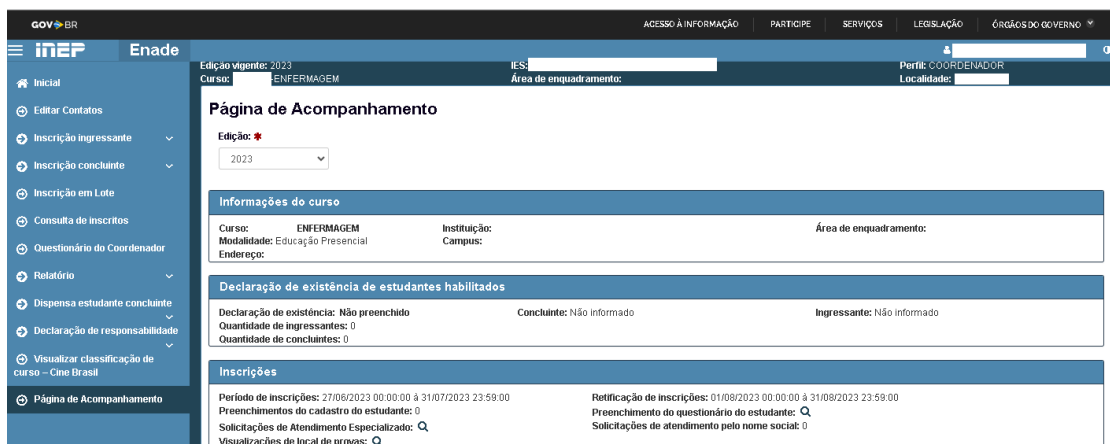 GOV BR ACESSO À INFORMAÇÃO PARTICIPE SERVIÇOS LEGISLAÇÃO ÓRGÃOS DO GOVERNO
inep Enade
Edição vigente: 2023 IES: Perfil: COORDENADOR
Curso: -ENFERMAGEM Área de enquadramento: Localidade:
Inicial
Editar Contatos
Inscrição ingressante
Inscrição concluinte
Inscrição em Lote
Consulta de inscritos
Questionário do Coordenador
Relatório
Dispensa estudante concluinte
Declaração de responsabilidade
Visualizar classificação de
curso – Cine Brasil
Página de Acompanhamento
Página de Acompanhamento
Edição: *
2023
Informações do curso
Curso: ENFERMAGEM Instituição: Área de enquadramento:
Modalidade: Educação Presencial Campus:
Endereço:
Declaração de existência de estudantes habilitados
Declaração de existência: Não preenchido Concluinte: Não informado Ingressante: Não informado
Quantidade de ingressantes: 0
Quantidade de concluintes: 0
Inscrições
Período de inscrições: 27/06/2023 00:00:00 à 31/07/2023 23:59:00 Retificação de inscrições: 01/08/2023 00:00:00 à 31/08/2023 23:59:00
Preenchimentos do cadastro do estudante: 0 Preenchimento do questionário do estudante:
Solicitações de Atendimento Especializado: Solicitações de atendimento pelo nome social: 0
Visualizações de local de provas: